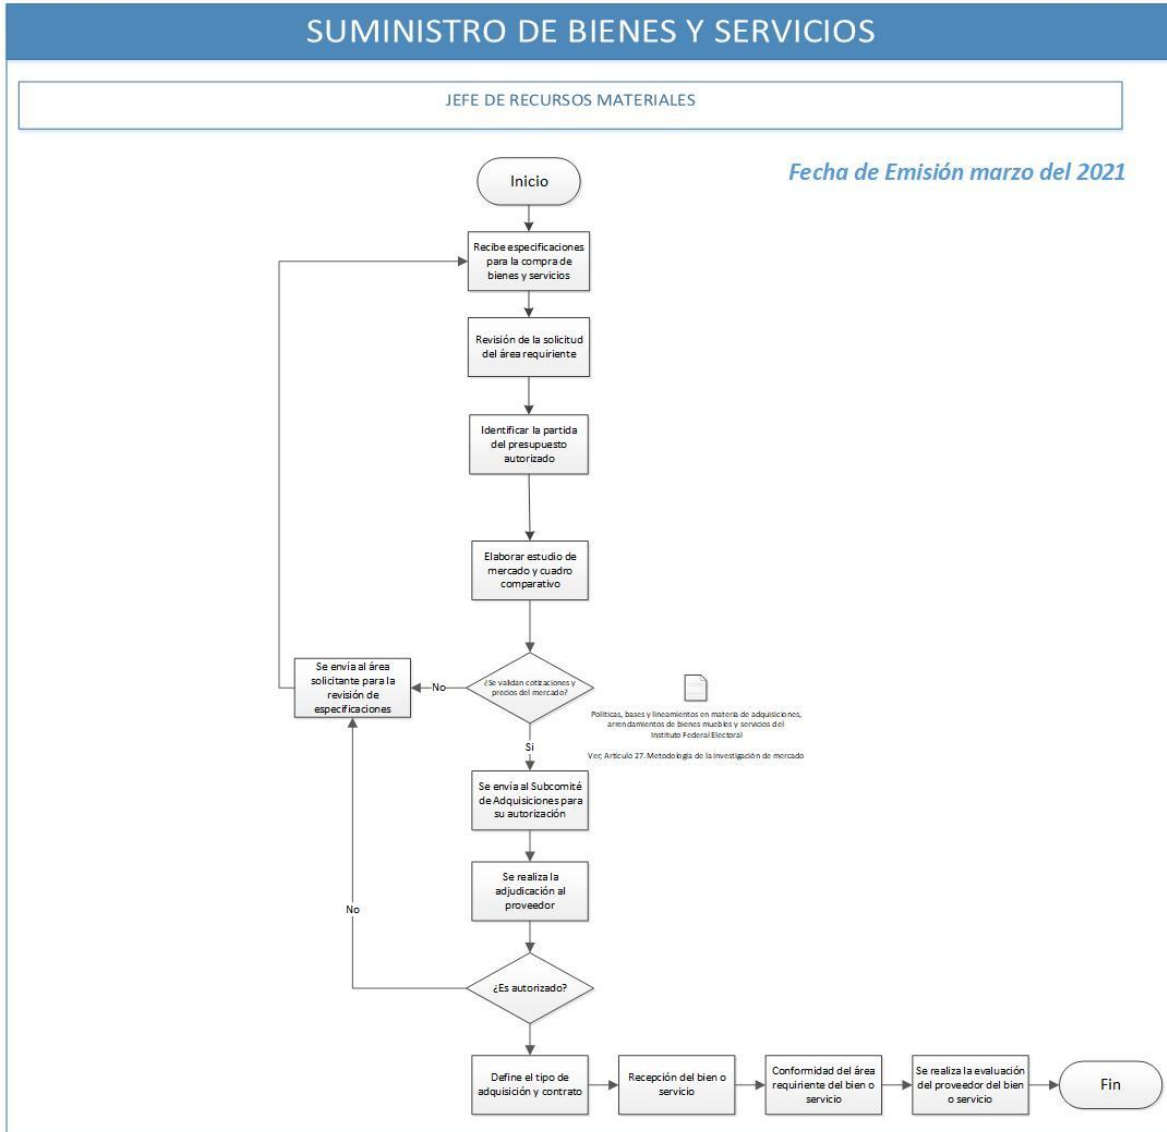 SUMINISTRO DE BIENES Y SERVICIOS
JEFE DE RECURSOS MATERIALES
Fecha de Emisión marzo del 2021
Inicio
Recibe especificaciones
para la compra de
bienes y servicios
Revisión de la solicitud
del área requiriente
Identificar la partida
del presupuesto
autorizado
Elaborar estudio de
mercado y cuadro
comparativo
¿Se validan cotizaciones y
precios del mercado?
No
Se envía al área
solicitante para la
revisión de
especificaciones
Políticas, bases y lineamientos en materia de adquisiciones,
arrendamientos de bienes muebles y servicios del
Instituto Federal Electoral
Ver; Artículo 27. Metodología de la investigación de mercado
Si
Se envía al Subcomité
de Adquisiciones para
su autorización
Se realiza la
adjudicación al
proveedor
No
¿Es autorizado?
Define el tipo de
adquisición y contrato
Recepción del bien o
servicio
Conformidad del área
requiriente del bien o
servicio
Se realiza la evaluación
del proveedor del bien
o servicio
Fin